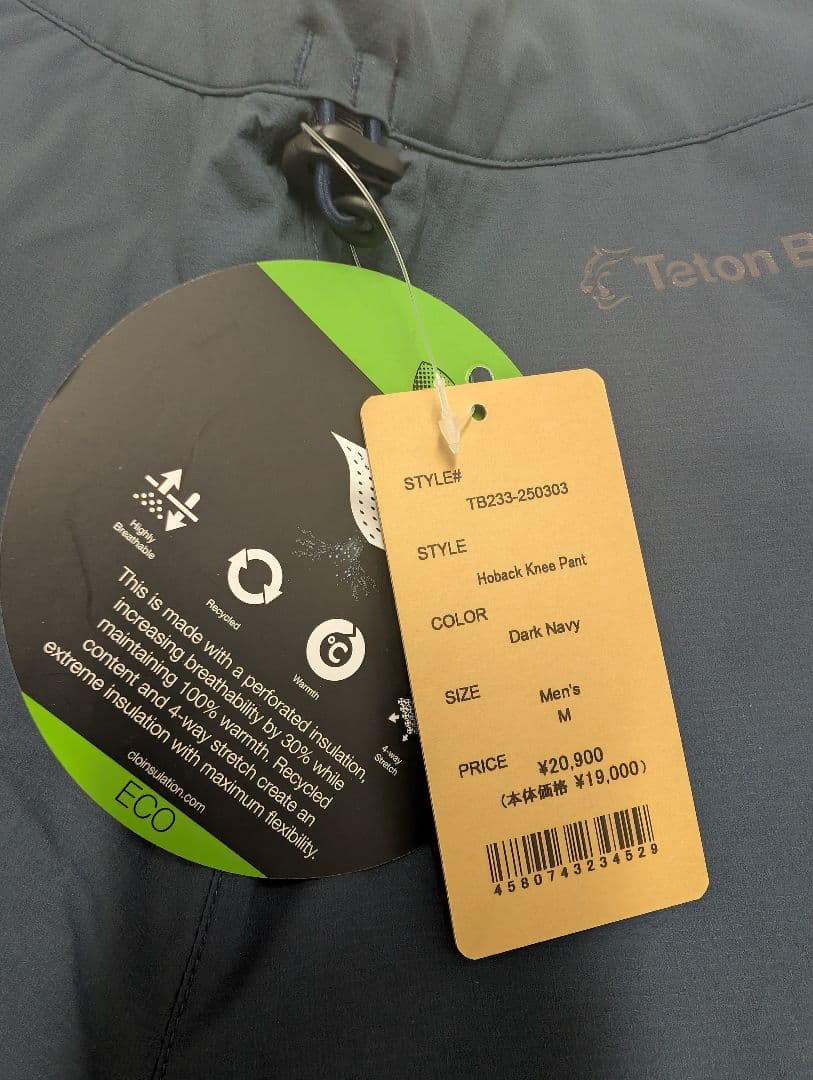 Teton B
STYLE#
TB233-250303
STYLE
Hoback Knee Pant
COLOR
Dark Navy
SIZE
Men's
M
PRICE
¥20,900
(本体価格 ¥19,000)
4580743234529
Highly
Breathable
Recycled
Warmth
°C
4-way
Stretch
This is made with a perforated insulation,
increasing breathability by 30% while
maintaining 100% warmth. Recycled
content and 4-way stretch create an
extreme insulation with maximum flexibility.
cloinsulation.com
ECO